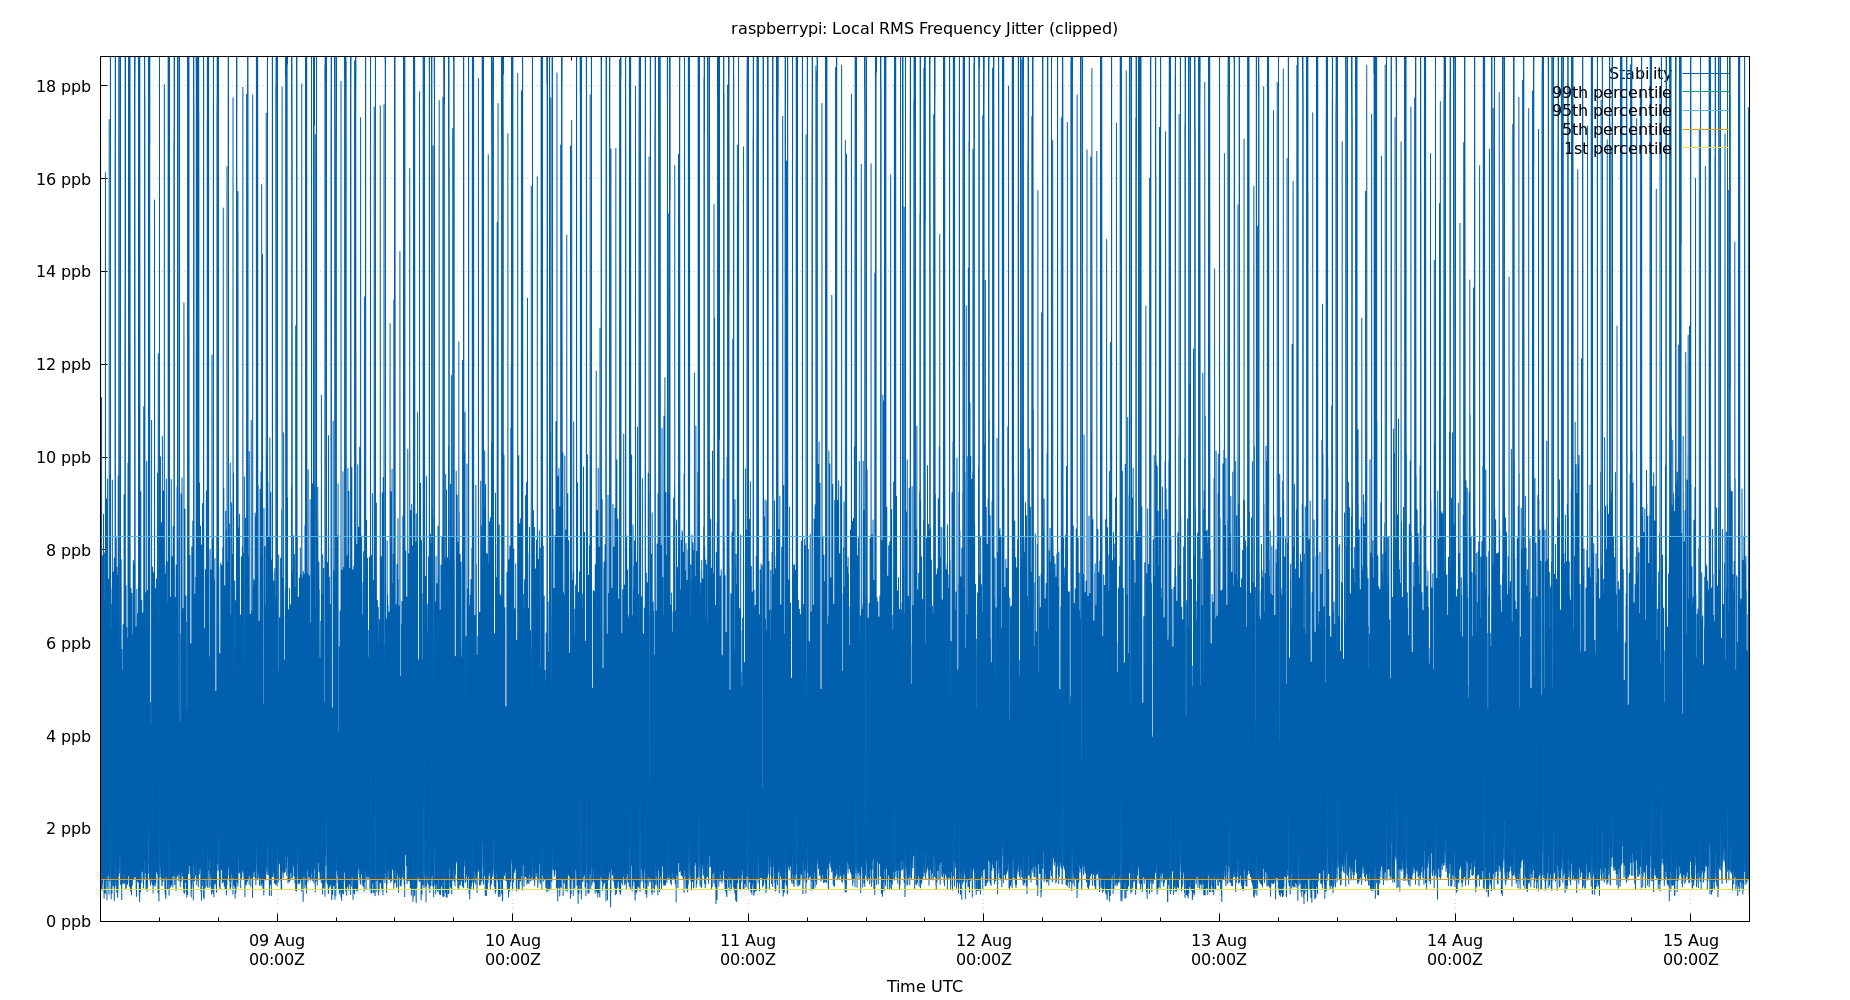 raspberrypi: Local RMS Frequency Jitter (clipped)
Stability
99th percentile
95th percentile
5th percentile
1st percentile
18 ppb
16 ppb
14 ppb
12 ppb
10 ppb
8 ppb
6 ppb
4 ppb
2 ppb
0 ppb
09 Aug 10 Aug 11 Aug 12 Aug 13 Aug 14 Aug 15 Aug
00:00Z 00:00Z 00:00Z 00:00Z 00:00Z 00:00Z 00:00Z
Time UTC